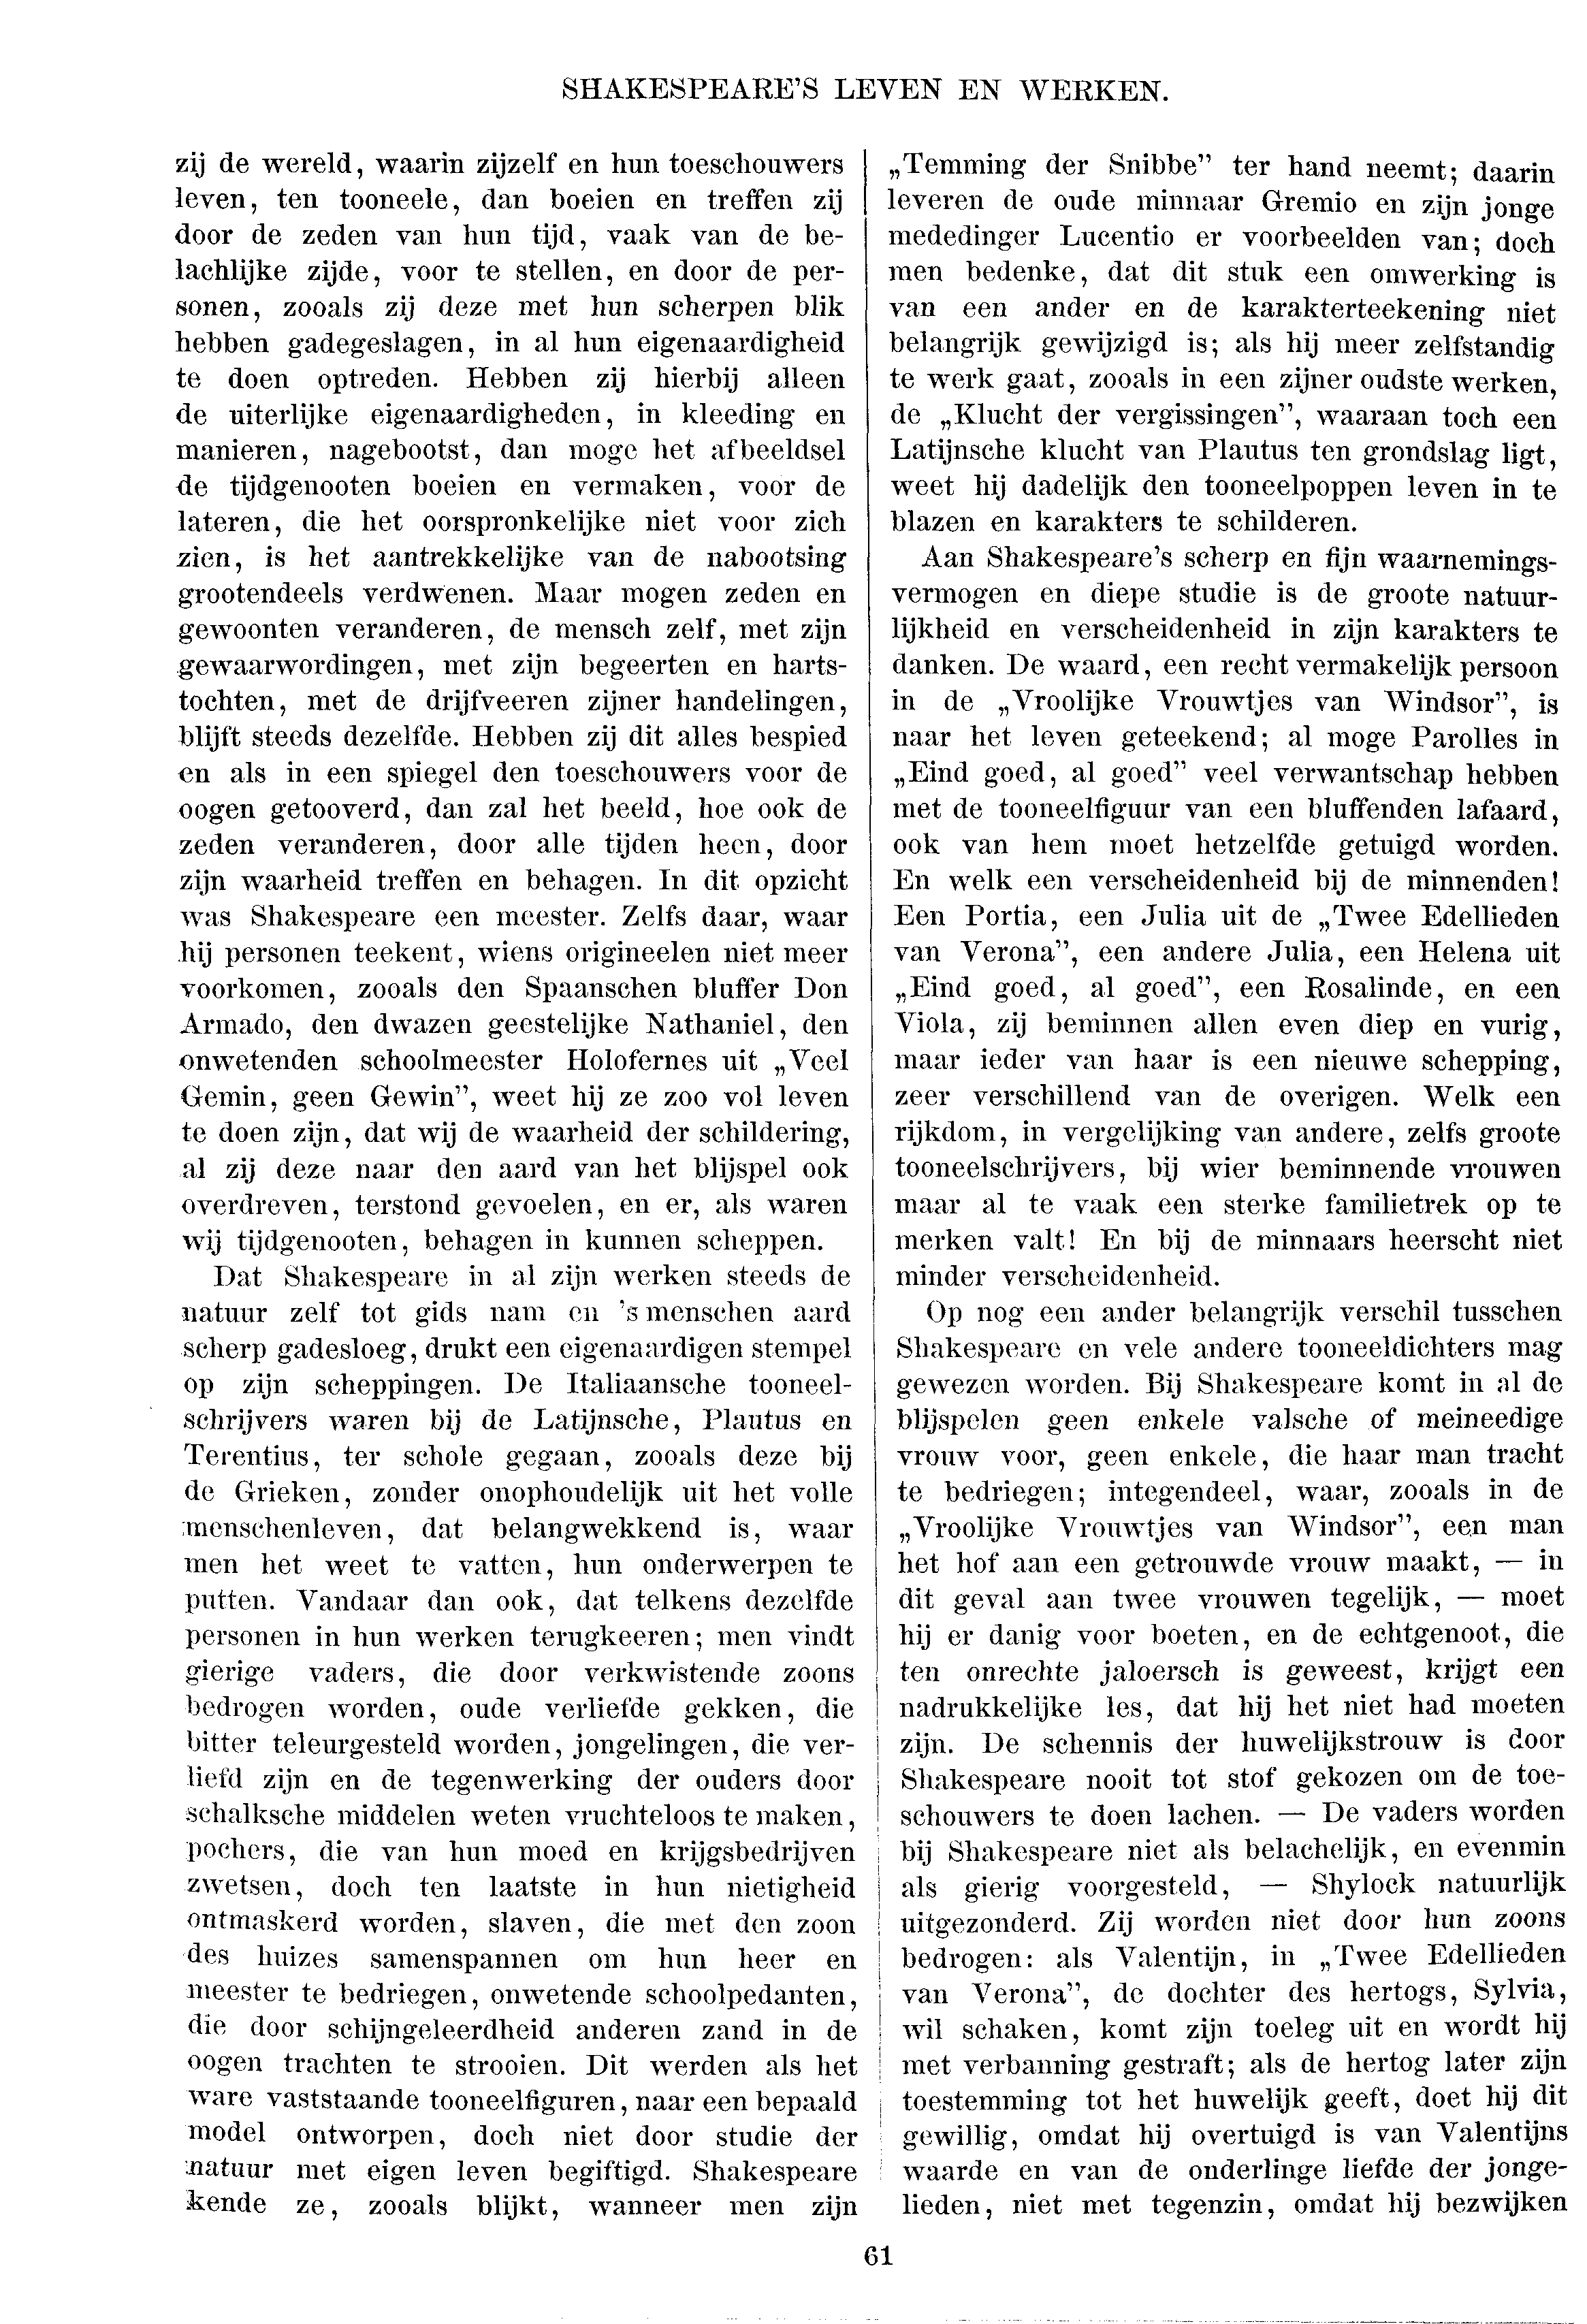 SHAKESPEARE'S LEVEN EN WERKEN.
zij de wereld, waarin zijzelf en hun toeschouwers
leven, ten tooneele, dan boeien en treffen zij
door de zeden van hun tijd, vaak van de be-
lachlijke zijde, voor te stellen, en door de per-
sonen, zooals zij deze met hun scherpen blik
hebben gadegeslagen, in al hun eigenaardigheid
te doen optreden. Hebben zij hierbij alleen
de uiterlijke eigenaardigheden, in kleeding en
manieren, nagebootst, dan moge het afbeeldsel
de tijdgenooten boeien en vermaken, voor de
lateren, die het oorspronkelijke niet voor zich
zien, is het aantrekkelijke van de nabootsing
grootendeels verdwenen. Maar mogen zeden en
gewoonten veranderen, de mensch zelf, met zijn
gewaarwordingen, met zijn begeerten en harts-
tochten, met de drijfveeren zijner handelingen,
blijft steeds dezelfde. Hebben zij dit alles bespied
en als in een spiegel den toeschouwers voor de
oogen getooverd, dan zal het beeld, hoe ook de
zeden veranderen, door alle tijden heen, door
zijn waarheid treffen en behagen. In dit opzicht
was Shakespeare een meester. Zelfs daar, waar
hij personen teekent, wiens origineelen niet meer
voorkomen, zooals den Spaanschen bluffer Don
Armado, den dwazen geestelijke Nathaniel, den
onwetenden schoolmeester Holofernes uit „Veel
Gemin, geen Gewin”, weet hij ze zoo vol leven
te doen zijn, dat wij de waarheid der schildering,
al zij deze naar den aard van het blijspel ook
overdreven, terstond gevoelen, en er, als waren
wij tijdgenooten, behagen in kunnen scheppen.
Dat Shakespeare in al zijn werken steeds de
natuur zelf tot gids nam en 's menschen aard
scherp gadesloeg, drukt een eigenaardigen stempel
op zijn scheppingen. De Italiaansche tooneel-
schrijvers waren bij de Latijnsche, Plautus en
Terentius, ter schole gegaan, zooals deze bij
de Grieken, zonder onophoudelijk uit het volle
menschenleven, dat belangwekkend is, waar
men het weet te vatten, hun onderwerpen te
putten. Vandaar dan ook, dat telkens dezelfde
personen in hun werken terugkeeren; men vindt
gierige vaders, die door verkwistende zoons
bedrogen worden, oude verliefde gekken, die
bitter teleurgesteld worden, jongelingen, die ver-
liefd zijn en de tegenwerking der ouders door
schalksche middelen weten vruchteloos te maken,
pochers, die van hun moed en krijgsbedrijven
zwetsen, doch ten laatste in hun nietigheid
ontmaskerd worden, slaven, die met den zoon
des huizes samenspannen om hun heer en
meester te bedriegen, onwetende schoolpedanten,
die door schijngeleerdheid anderen zand in de
oogen trachten te strooien. Dit werden als het
ware vaststaande tooneelfiguren, naar een bepaald
model ontworpen, doch niet door studie der
natuur met eigen leven begiftigd. Shakespeare
kende ze, zooals blijkt, wanneer men zijn
„Temming der Snibbe” ter hand neemt; daarin
leveren de oude minnaar Gremio en zijn jonge
mededinger Lucentio er voorbeelden van; doch
men bedenke, dat dit stuk een omwerking is
van een ander en de karakterteekening niet
belangrijk gewijzigd is; als hij meer zelfstandig
te werk gaat, zooals in een zijner oudste werken,
de „Klucht der vergissingen”, waaraan toch een
Latijnsche klucht van Plautus ten grondslag ligt,
weet hij dadelijk den tooneelpoppen leven in te
blazen en karakters te schilderen.
Aan Shakespeare's scherp en fijn waarnemings-
vermogen en diepe studie is de groote natuur-
lijkheid en verscheidenheid in zijn karakters te
danken. De waard, een recht vermakelijk persoon
in de „Vroolijke Vrouwtjes van Windsor”, is
naar het leven geteekend; al moge Parolles in
„Eind goed, al goed” veel verwantschap hebben
met de tooneelfiguur van een bluffenden lafaard,
ook van hem moet hetzelfde getuigd worden.
En welk een verscheidenheid bij de minnenden!
Een Portia, een Julia uit de „Twee Edellieden
van Verona”, een andere Julia, een Helena uit
„Eind goed, al goed”, een Rosalinde, en een
Viola, zij beminnen allen even diep en vurig,
maar ieder van haar is een nieuwe schepping,
zeer verschillend van de overigen. Welk een
rijkdom, in vergelijking van andere, zelfs groote
tooneelschrijvers, bij wier beminnende vrouwen
maar al te vaak een sterke familietrek op te
merken valt! En bij de minnaars heerscht niet
minder verscheidenheid.
Op nog een ander belangrijk verschil tusschen
Shakespeare en vele andere tooneeldichters mag
gewezen worden. Bij Shakespeare komt in al de
blijspelen geen enkele valsche of meineedige
vrouw voor, geen enkele, die haar man tracht
te bedriegen; integendeel, waar, zooals in de
„Vroolijke Vrouwtjes van Windsor”, een man
het hof aan een getrouwde vrouw maakt, — in
dit geval aan twee vrouwen tegelijk, — moet
hij er danig voor boeten, en de echtgenoot, die
ten onrechte jaloersch is geweest, krijgt een
nadrukkelijke les, dat hij het niet had moeten
zijn. De schennis der huwelijkstrouw is door
Shakespeare nooit tot stof gekozen om de toe-
schouwers te doen lachen. — De vaders worden
bij Shakespeare niet als belachelijk, en evenmin
als gierig voorgesteld, — Shylock natuurlijk
uitgezonderd. Zij worden niet door hun zoons
bedrogen: als Valentijn, in „Twee Edellieden
van Verona”, de dochter des hertogs, Sylvia,
wil schaken, komt zijn toeleg uit en wordt hij
met verbanning gestraft; als de hertog later zijn
toestemming tot het huwelijk geeft, doet hij dit
gewillig, omdat hij overtuigd is van Valentijns
waarde en van de onderlinge liefde der jonge-
lieden, niet met tegenzin, omdat hij bezwijken
61